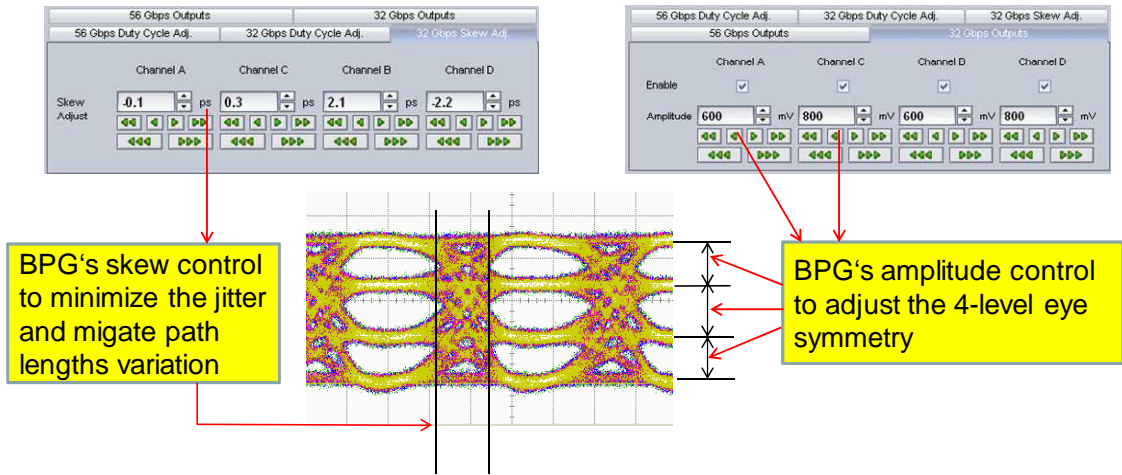 56 Gbps Outputs 32 Gbps Outputs
56 Gbps Duty Cycle Adj. 32 Gbps Duty Cycle Adj. 32 Gbps Skew Adj.
Channel A Channel C Channel B Channel D
Skew Adjust -0.1 ps 0.3 ps 2.1 ps -2.2 ps
56 Gbps Duty Cycle Adj. 32 Gbps Duty Cycle Adj. 32 Gbps Skew Adj.
56 Gbps Outputs 32 Gbps Outputs
Channel A Channel C Channel B Channel D
Enable
Amplitude 600 mV 800 mV 600 mV 800 mV
BPG‘s skew control
to minimize the jitter
and migate path
lengths variation
BPG‘s amplitude control
to adjust the 4-level eye
symmetry